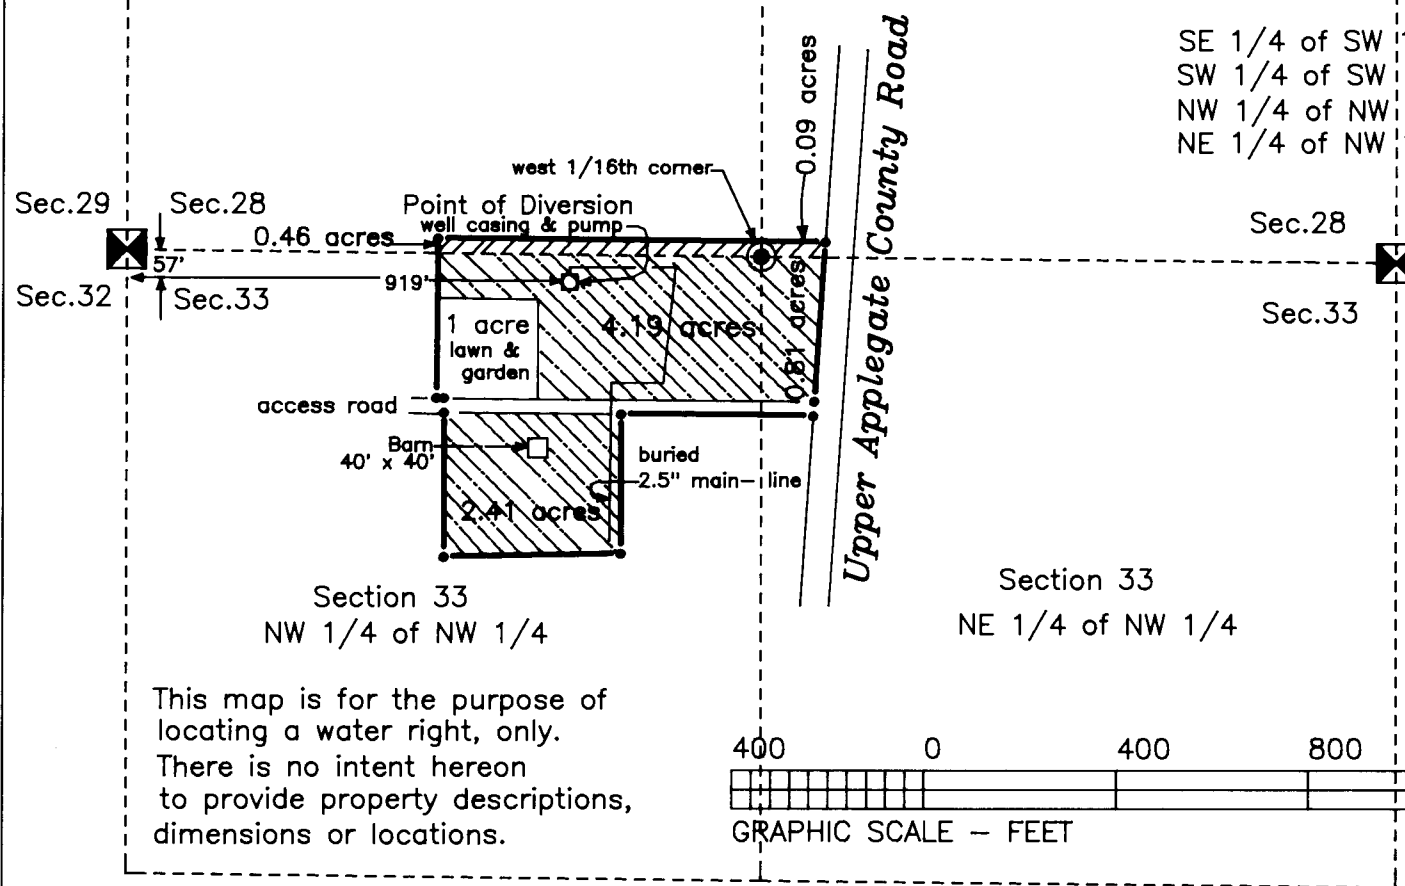 SE 1/4 of SW 1
SW 1/4 of SW
NW 1/4 of NW
NE 1/4 of NW
0.09 acres
Upper Applegate County Road
west 1/16th corner
Sec.29
Sec.28
Point of Diversion
well casing & pump
0.46 acres
Sec.28
57'
919'
Sec.32
Sec.33
Sec.33
1 acre
lawn &
garden
4.19 acres
0.81 acres
access road
Barn
40' x 40'
buried
2.5" main-line
2.41 acres
Section 33
NW 1/4 of NW 1/4
Section 33
NE 1/4 of NW 1/4
This map is for the purpose of
locating a water right, only.
There is no intent hereon
to provide property descriptions,
dimensions or locations.
400 0 400 800
GRAPHIC SCALE - FEET